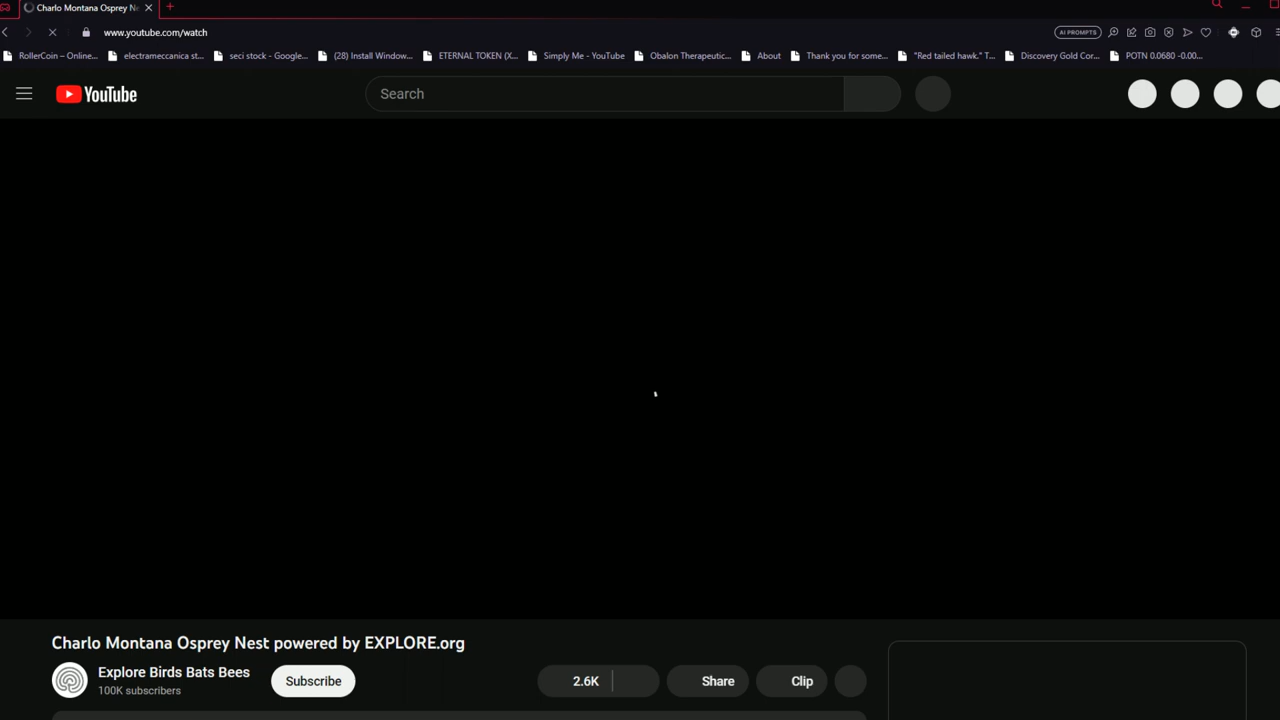 Charlo Montana Osprey Ne
www.youtube.com/watch
AI PROMPTS
RollerCoin – Online...
electrameccanica st...
seci stock - Google...
(28) Install Window...
ETERNAL TOKEN (X...
Simply Me - YouTube
Obalon Therapeutic...
About
Thank you for some...
"Red tailed hawk." T...
Discovery Gold Cor...
POTN 0.0680 -0.00...
YouTube
Search
Charlo Montana Osprey Nest powered by EXPLORE.org
Explore Birds Bats Bees
100K subscribers
Subscribe
2.6K
Share
Clip